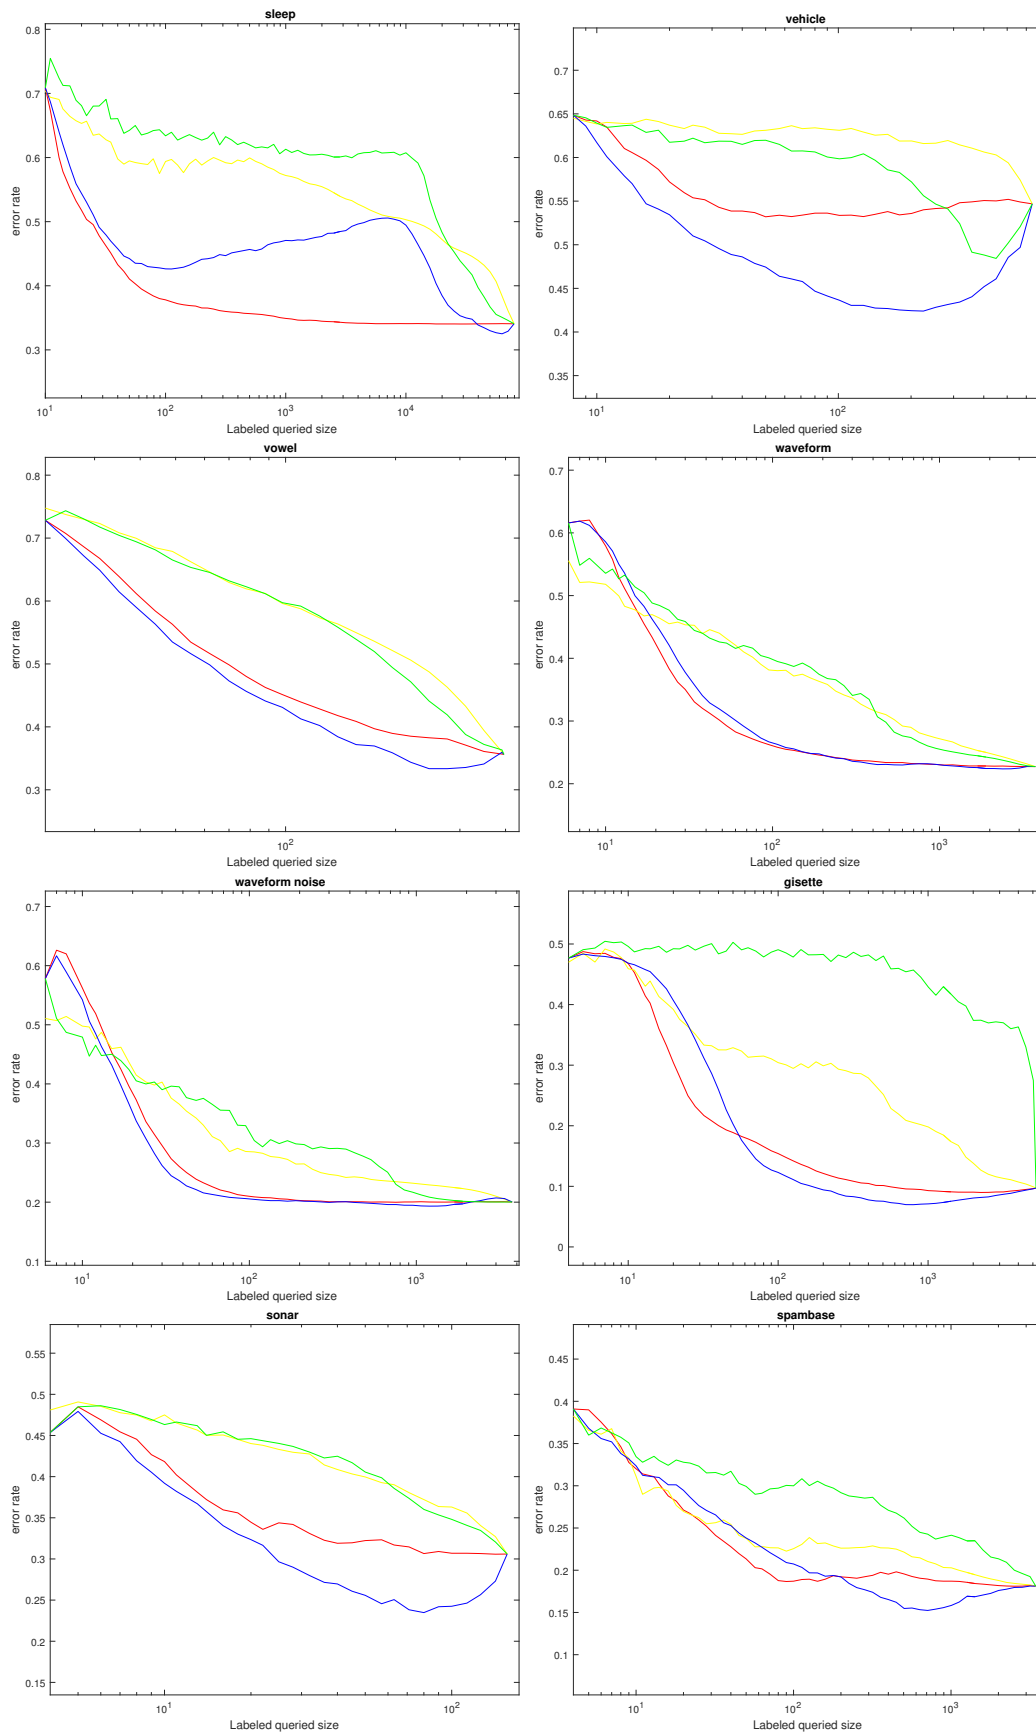 sleep
0.8
0.7
0.6
0.5
0.4
0.3
error rate
10^1 10^2 10^3 10^4
Labeled queried size
vehicle
0.7
0.65
0.6
0.55
0.5
0.45
0.4
0.35
error rate
10^1 10^2
Labeled queried size
vowel
0.8
0.7
0.6
0.5
0.4
0.3
error rate
10^2
Labeled queried size
waveform
0.7
0.6
0.5
0.4
0.3
0.2
error rate
10^1 10^2 10^3
Labeled queried size
waveform noise
0.7
0.6
0.5
0.4
0.3
0.2
0.1
error rate
10^1 10^2 10^3
Labeled queried size
gisette
0.5
0.4
0.3
0.2
0.1
0
error rate
10^1 10^2 10^3
Labeled queried size
sonar
0.55
0.5
0.45
0.4
0.35
0.3
0.25
0.2
0.15
error rate
10^1 10^2
Labeled queried size
spambase
0.45
0.4
0.35
0.3
0.25
0.2
0.15
0.1
error rate
10^1 10^2 10^3
Labeled queried size